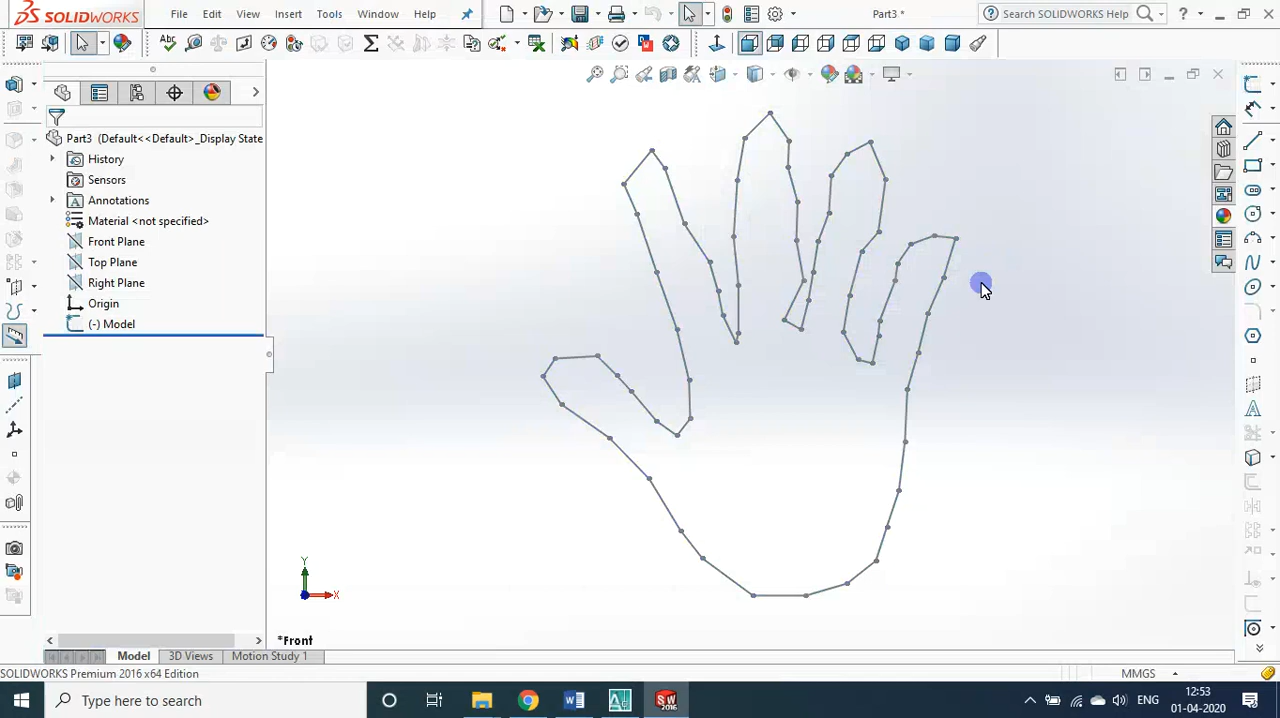 SOLIDWORKS
File Edit View Insert Tools Window Help
Part3 *
Search SOLIDWORKS Help
Part3 (Default<<Default>_Display State
History
Sensors
Annotations
Material <not specified>
Front Plane
Top Plane
Right Plane
Origin
(-) Model
Y
X
*Front
Model 3D Views Motion Study 1
SOLIDWORKS Premium 2016 x64 Edition
MMGS
Type here to search
SW
2016
ENG
12:53
01-04-2020